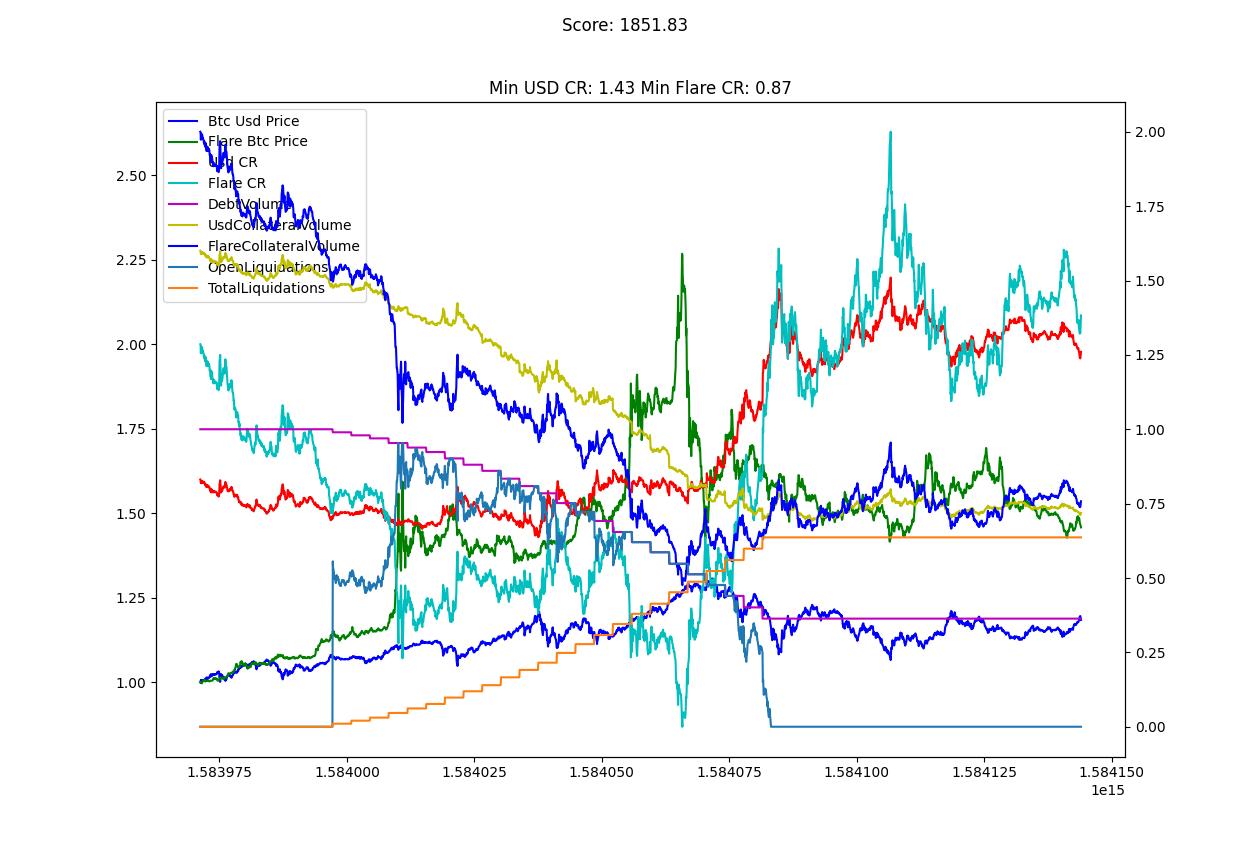 Score: 1851.83
Min USD CR: 1.43 Min Flare CR: 0.87
Btc Usd Price
Flare Btc Price
Usd CR
Flare CR
DebtVolume
UsdCollateralVolume
FlareCollateralVolume
OpenLiquidations
TotalLiquidations
2.50
2.25
2.00
1.75
1.50
1.25
1.00
2.00
1.75
1.50
1.25
1.00
0.75
0.50
0.25
0.00
1.583975 1.584000 1.584025 1.584050 1.584075 1.584100 1.584125 1.584150
1e15